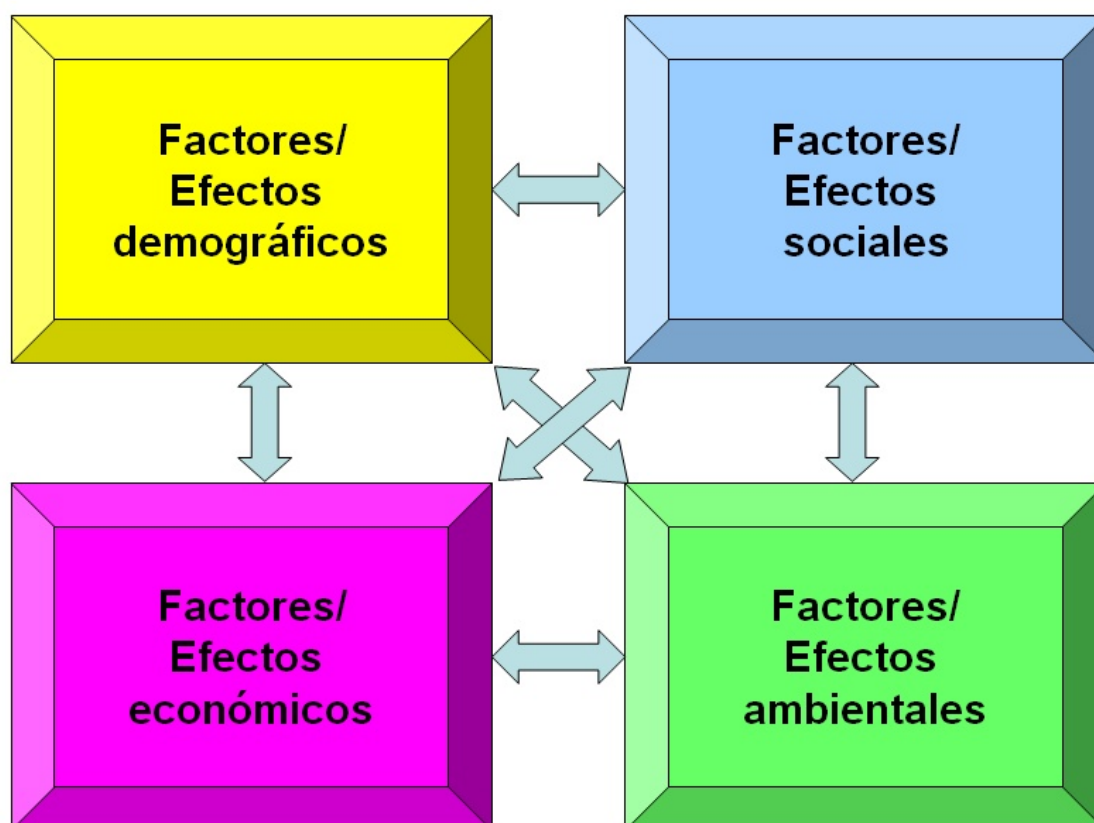 Factores/
Efectos
demográficos
Factores/
Efectos
sociales
Factores/
Efectos
económicos
Factores/
Efectos
ambientales